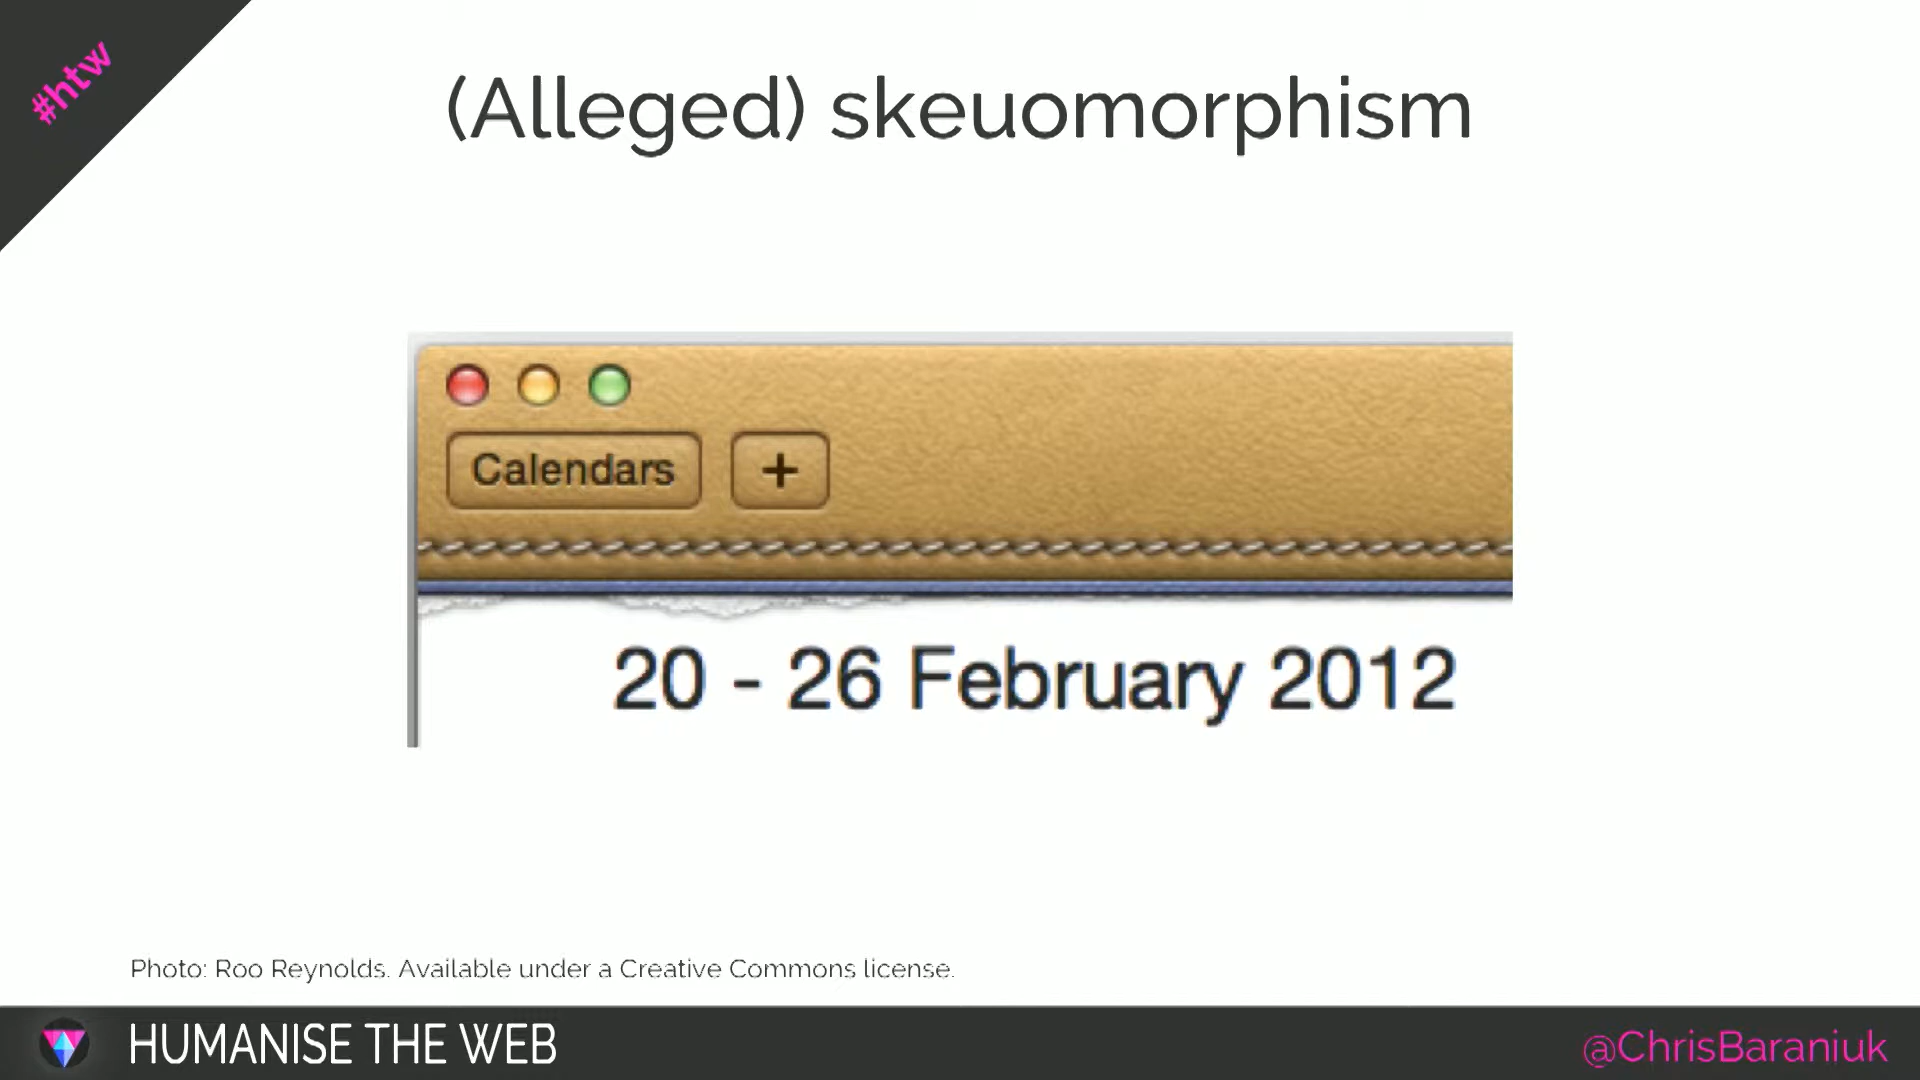 #htw
(Alleged) skeuomorphism
Calendars +
20 - 26 February 2012
Photo: Roo Reynolds. Available under a Creative Commons license.
HUMANISE THE WEB
@ChrisBaraniuk